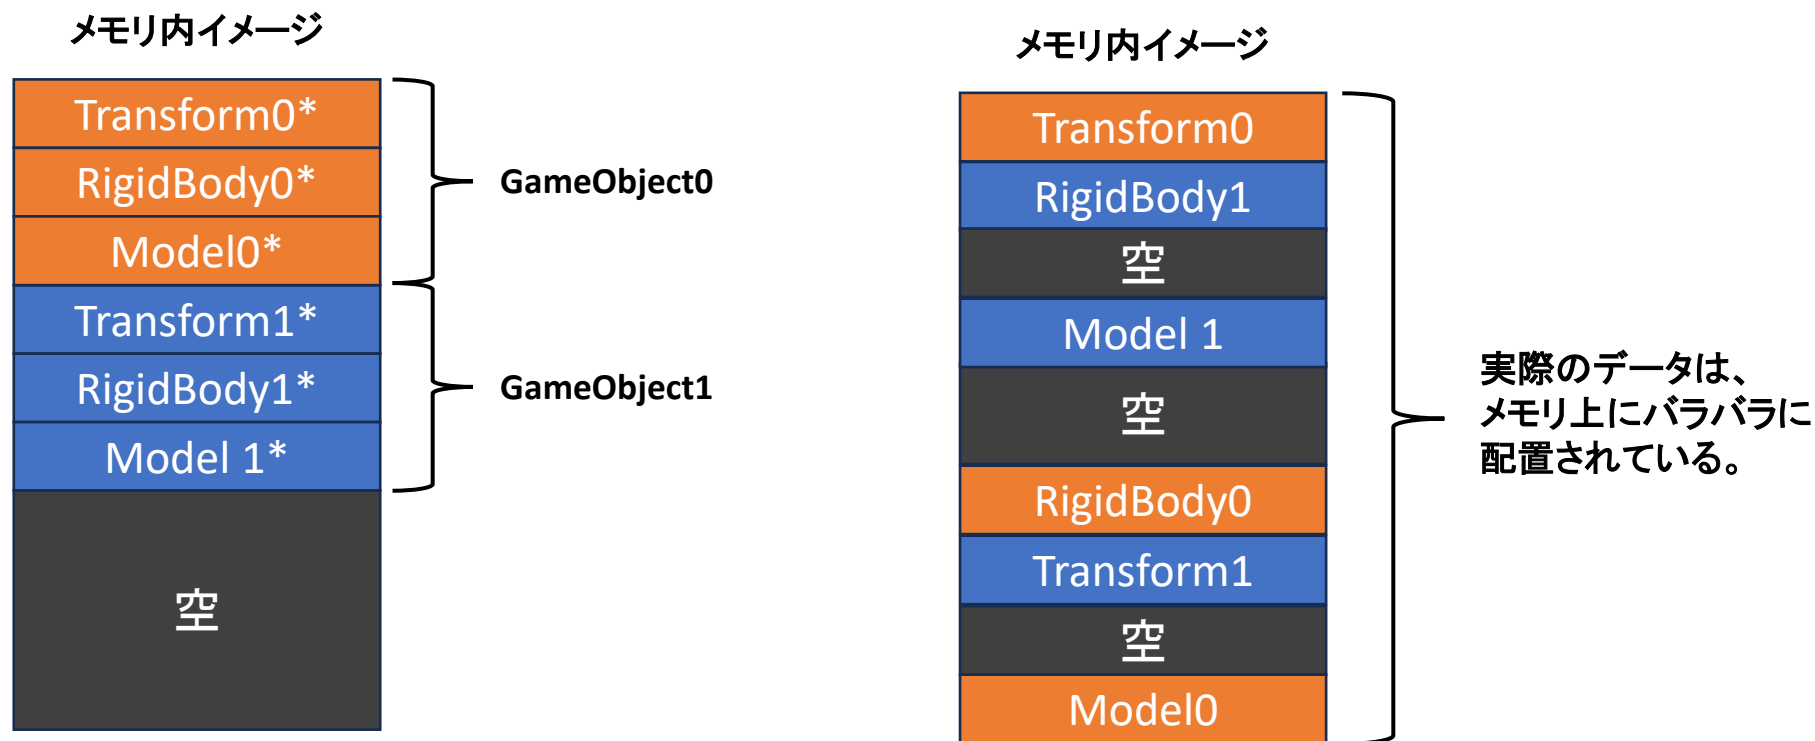 メモリ内イメージ
Transform0*
RigidBody0*
Model0*
Transform1*
RigidBody1*
Model 1*
空
GameObject0
GameObject1
メモリ内イメージ
Transform0
RigidBody1
空
Model 1
空
RigidBody0
Transform1
空
Model0
実際のデータは、
メモリ上にバラバラに
配置されている。